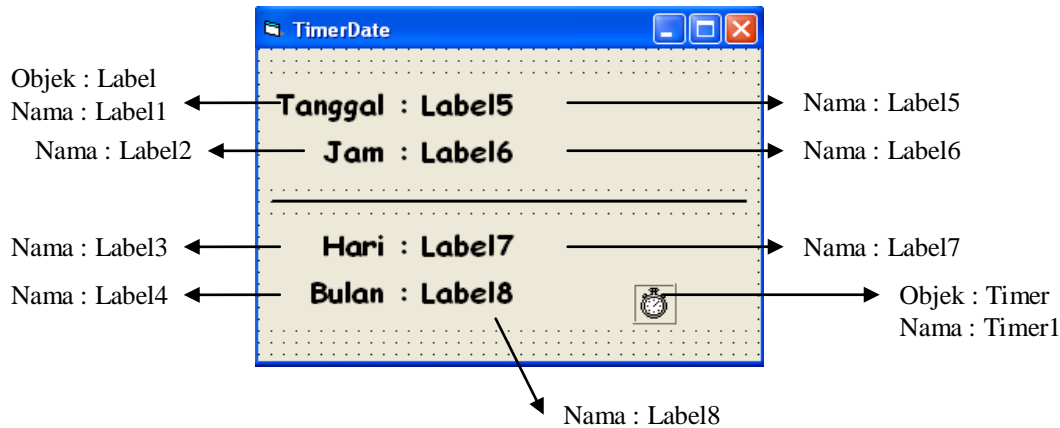 TimerDate
Objek : Label
Nama : Label1
Tanggal : Label5
Nama : Label5
Nama : Label2
Jam : Label6
Nama : Label6
Nama : Label3
Hari : Label7
Nama : Label7
Nama : Label4
Bulan : Label8
Objek : Timer
Nama : Timer1
Nama : Label8